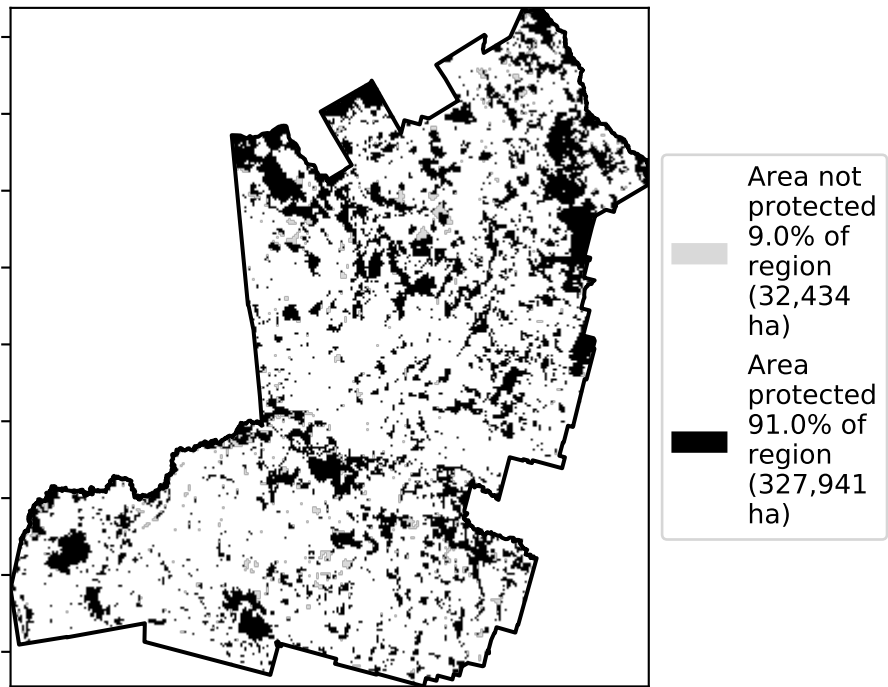 Area not
protected
9.0% of
region
(32,434
ha)
Area
protected
91.0% of
region
(327,941
ha)